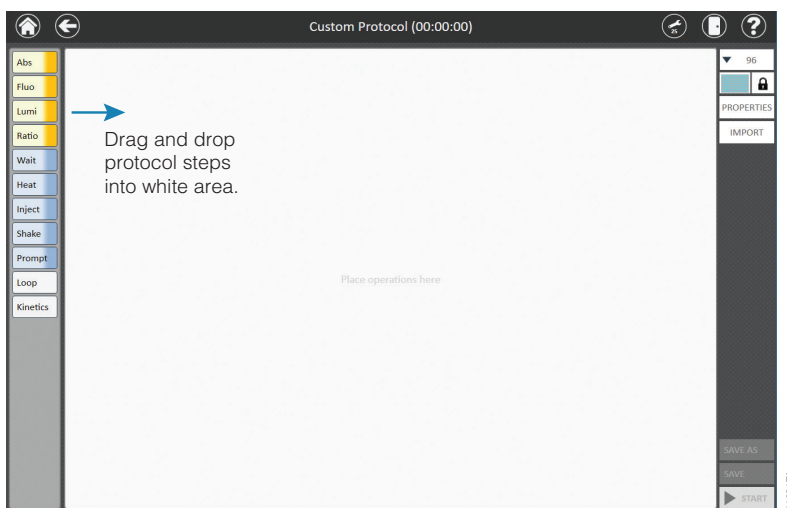 Custom Protocol (00:00:00)
25
Abs
Fluo
Lumi
Ratio
Wait
Heat
Inject
Shake
Prompt
Loop
Kinetics
Drag and drop
protocol steps
into white area.
Place operations here
96
PROPERTIES
IMPORT
SAVE AS
SAVE
START